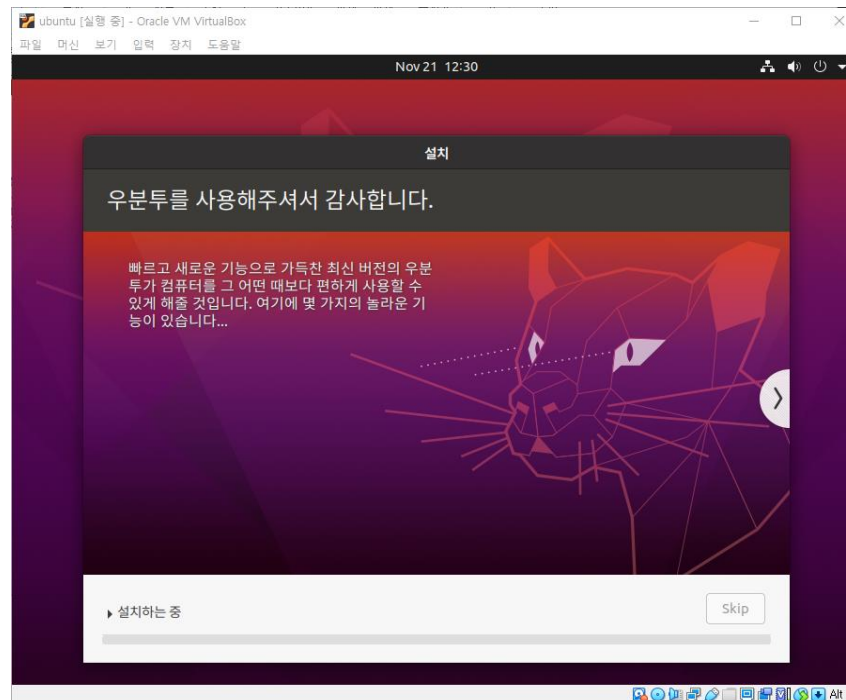 ubuntu [실행 중] - Oracle VM VirtualBox
파일 머신 보기 입력 장치 도움말
Nov 21 12:30
설치
우분투를 사용해주셔서 감사합니다.
빠르고 새로운 기능으로 가득찬 최신 버전의 우분
투가 컴퓨터를 그 어떤 때보다 편하게 사용할 수
있게 해줄 것입니다. 여기에 몇 가지의 놀라운 기
능이 있습니다...
설치하는 중
Skip
Alt